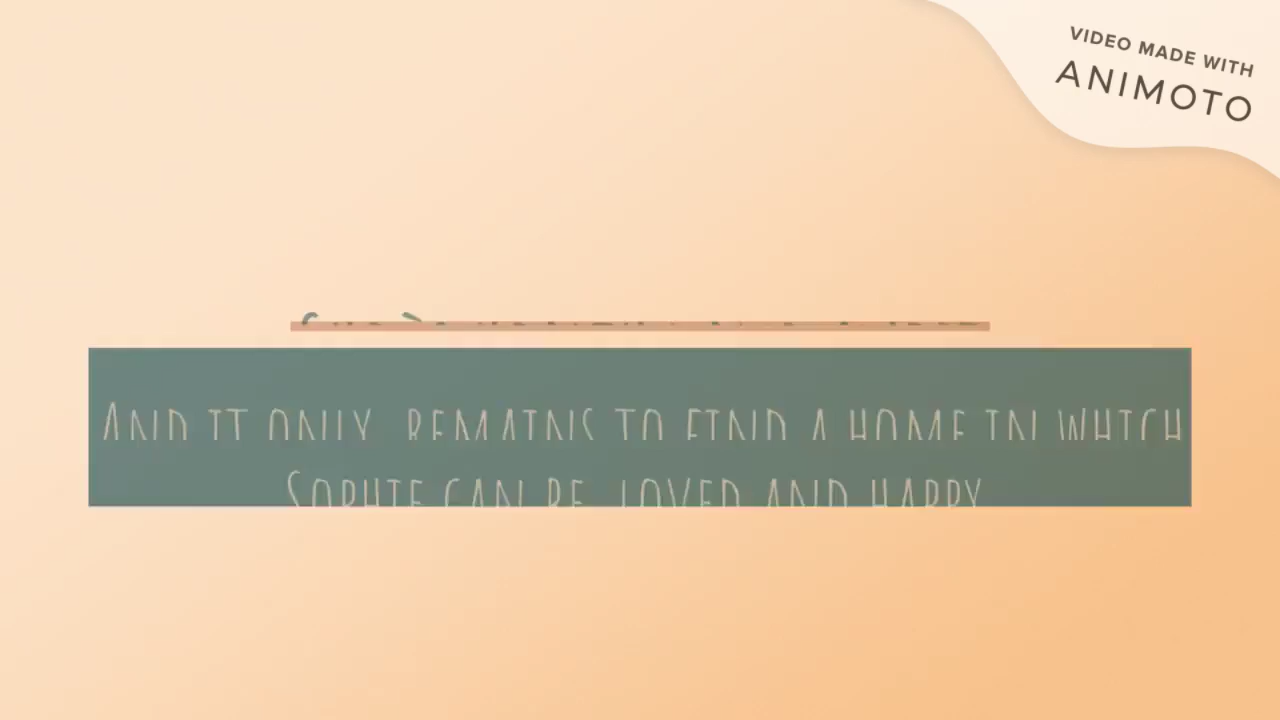 VIDEO MADE WITH
ANIMOTO
AND IT ONLY REMAINS TO FIND A HOME IN WHICH
SOPHIE CAN BE LOVED AND HAPPY